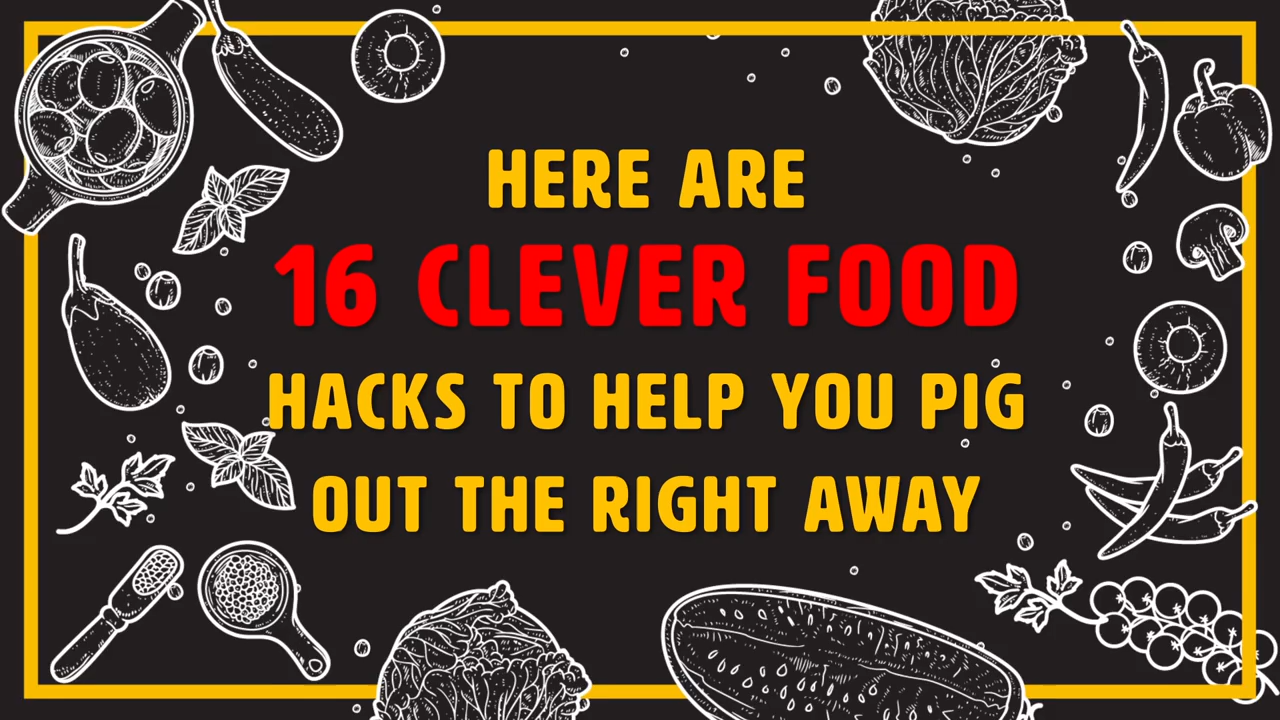 HERE ARE
16 CLEVER FOOD
HACKS TO HELP YOU PIG
OUT THE RIGHT AWAY